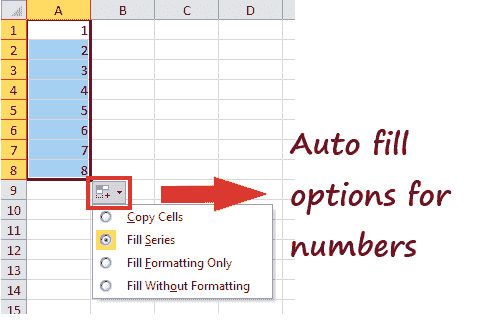 A B C D
1 1
2 2
3 3
4 4
5 5
6 6
7 7
8 8
9
10 Copy Cells
11 Fill Series
12
13 Fill Formatting Only
14 Fill Without Formatting
15
Auto fill
options for
numbers